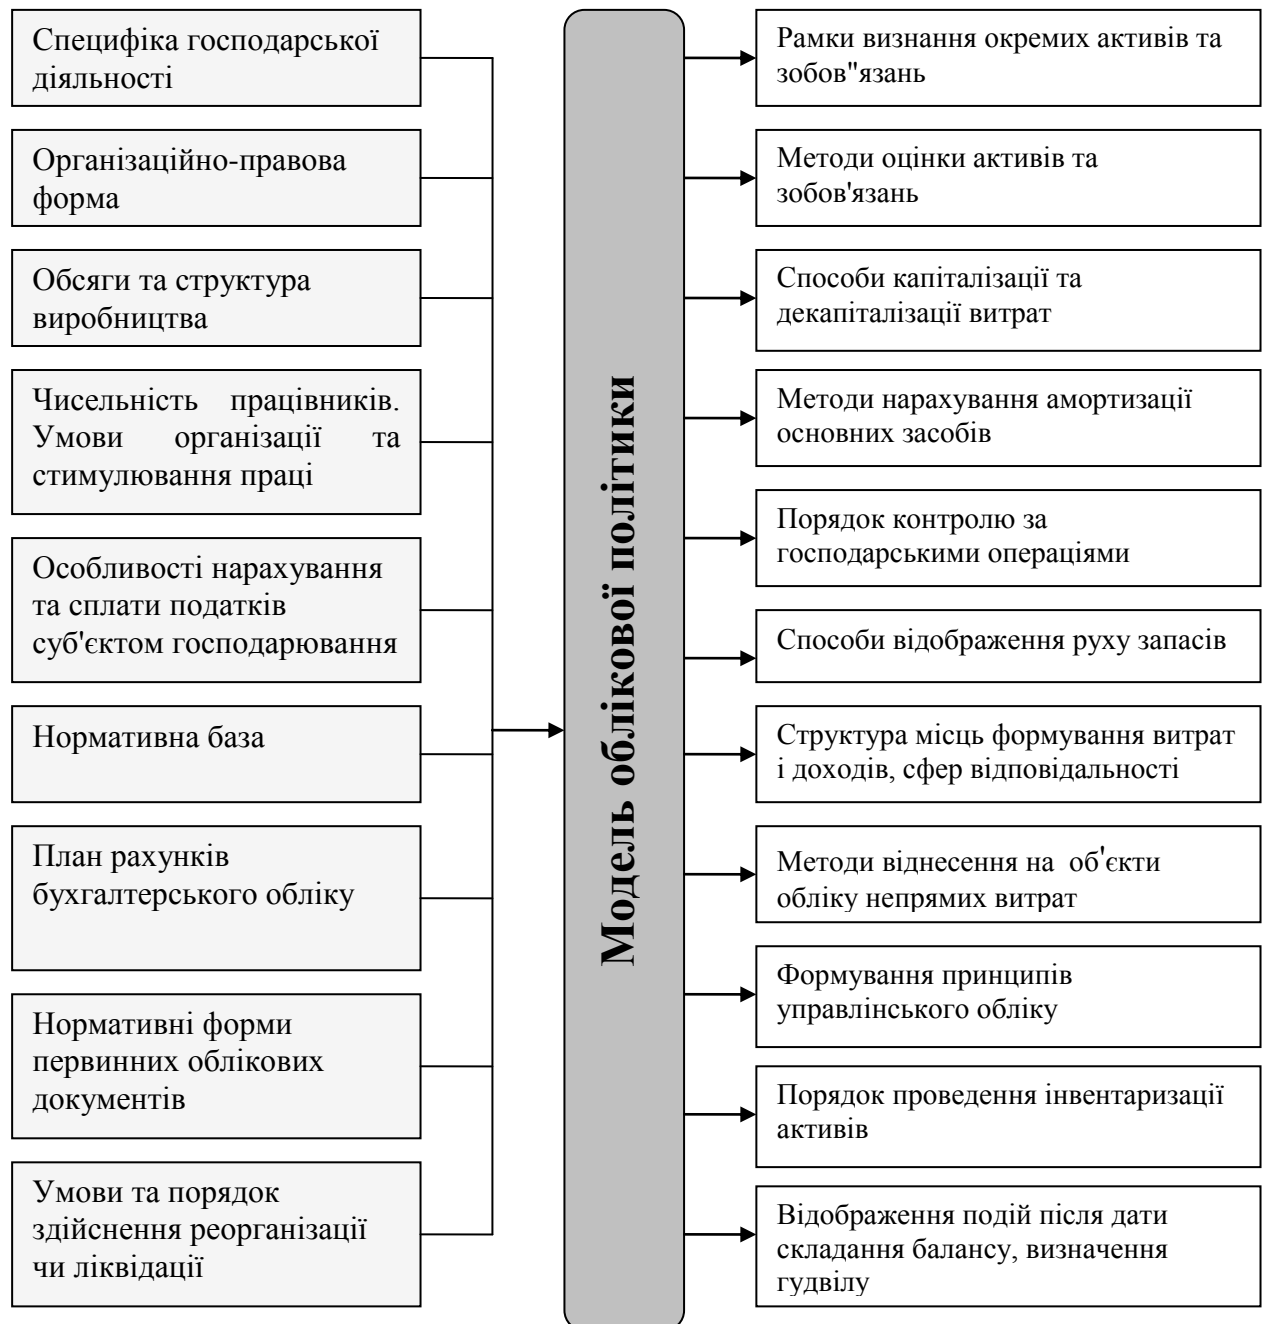 Специфіка господарської
діяльності
Організаційно-правова
форма
Обсяги та структура
виробництва
Чисельність працівників.
Умови організації та
стимулювання праці
Особливості нарахування
та сплати податків
суб'єктом господарювання
Нормативна база
План рахунків
бухгалтерського обліку
Нормативні форми
первинних облікових
документів
Умови та порядок
здійснення реорганізації
чи ліквідації
Модель облікової політики
Рамки визнання окремих активів та
зобов"язань
Методи оцінки активів та
зобов'язань
Способи капіталізації та
декапіталізації витрат
Методи нарахування амортизації
основних засобів
Порядок контролю за
господарськими операціями
Способи відображення руху запасів
Структура місць формування витрат
і доходів, сфер відповідальності
Методи віднесення на об'єкти
обліку непрямих витрат
Формування принципів
управлінського обліку
Порядок проведення інвентаризації
активів
Відображення подій після дати
складання балансу, визначення
гудвілу